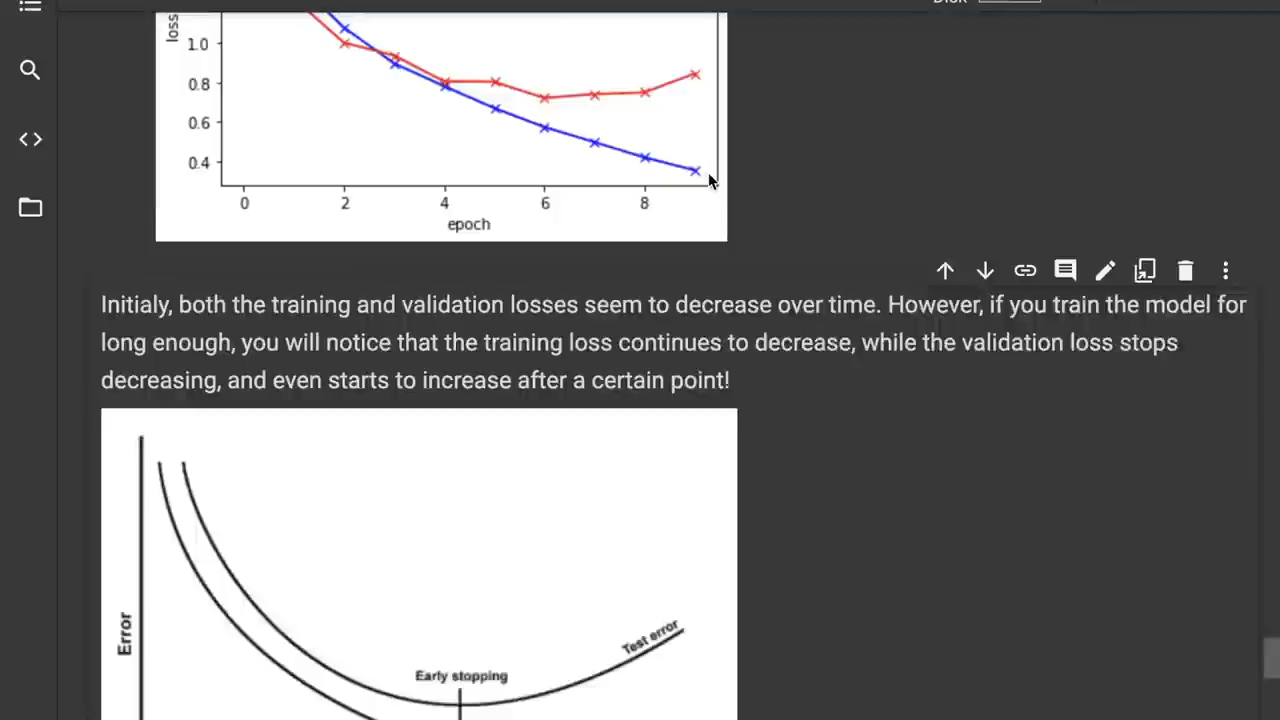 loss
1.0
0.8
0.6
0.4
0 2 4 6 8
epoch
Initialy, both the training and validation losses seem to decrease over time. However, if you train the model for
long enough, you will notice that the training loss continues to decrease, while the validation loss stops
decreasing, and even starts to increase after a certain point!
Error
Test error
Early stopping